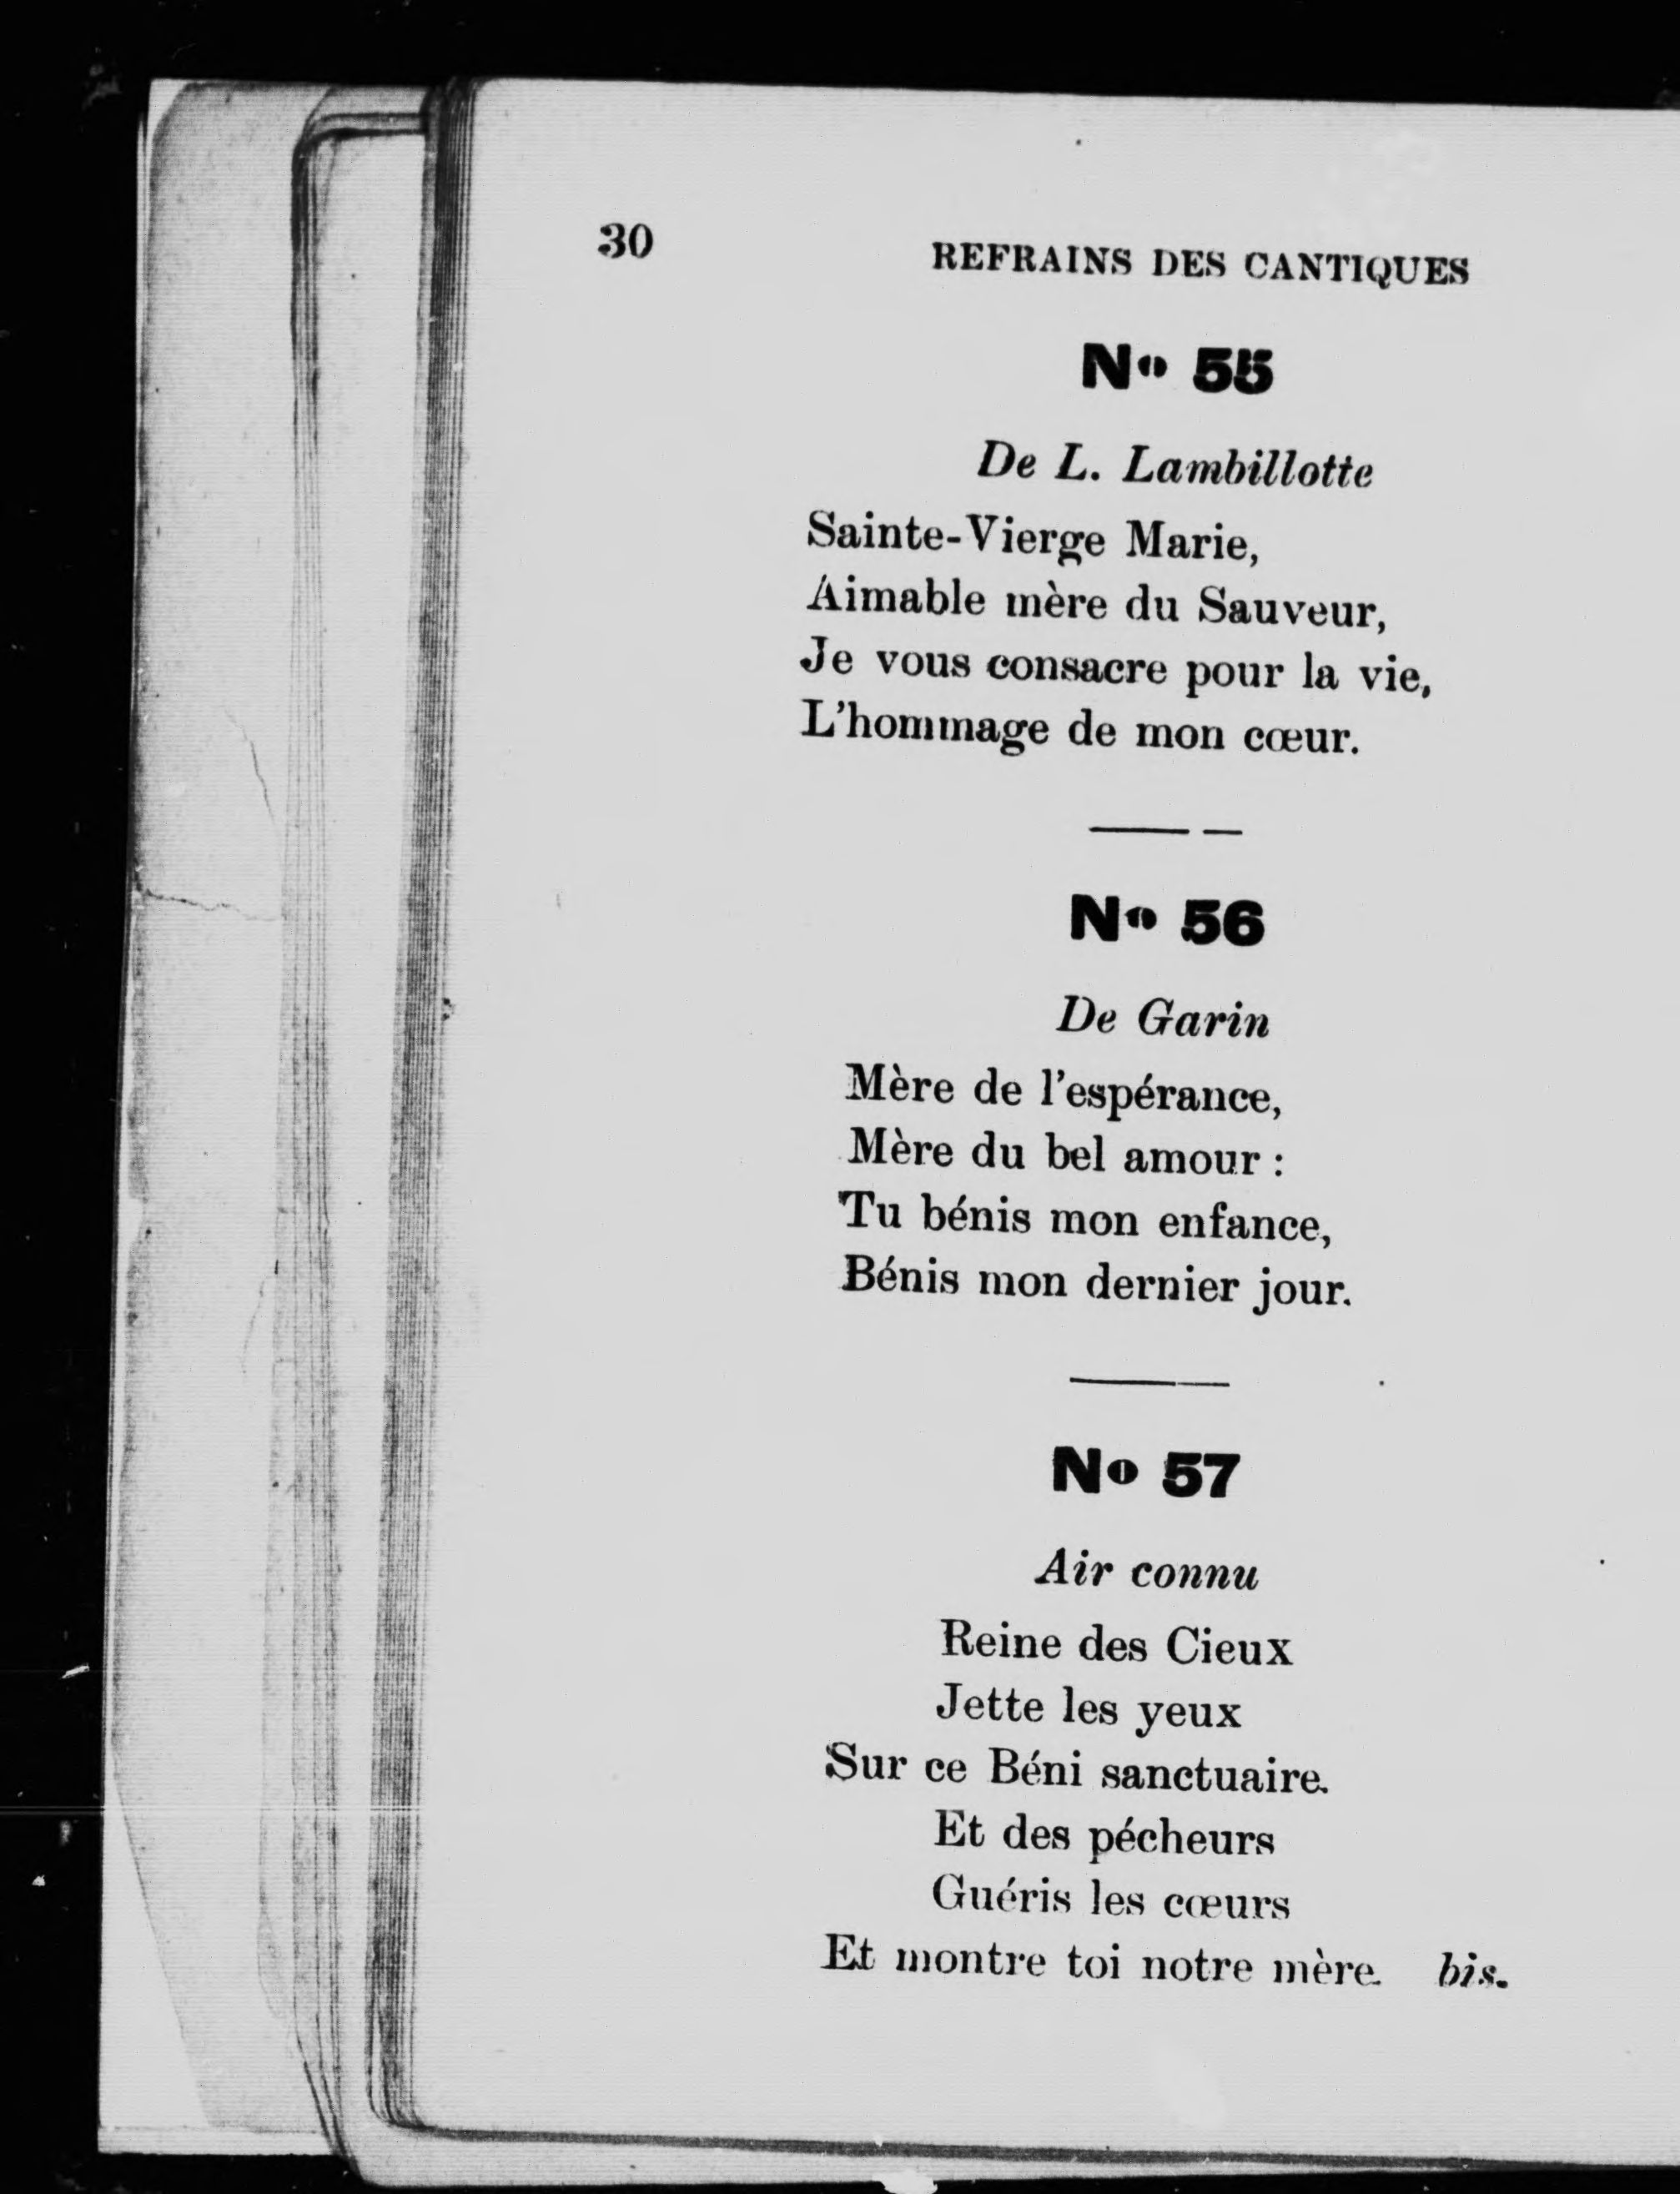 30 REFRAINS DES CANTIQUES
No 55
De L. Lambillotte
Sainte-Vierge Marie,
Aimable mère du Sauveur,
Je vous consacre pour la vie,
L'hommage de mon cœur.
No 56
De Garin
Mère de l'espérance,
Mère du bel amour :
Tu bénis mon enfance,
Bénis mon dernier jour.
No 57
Air connu
Reine des Cieux
Jette les yeux
Sur ce Béni sanctuaire.
Et des pécheurs
Guéris les cœurs
Et montre toi notre mère. bis.